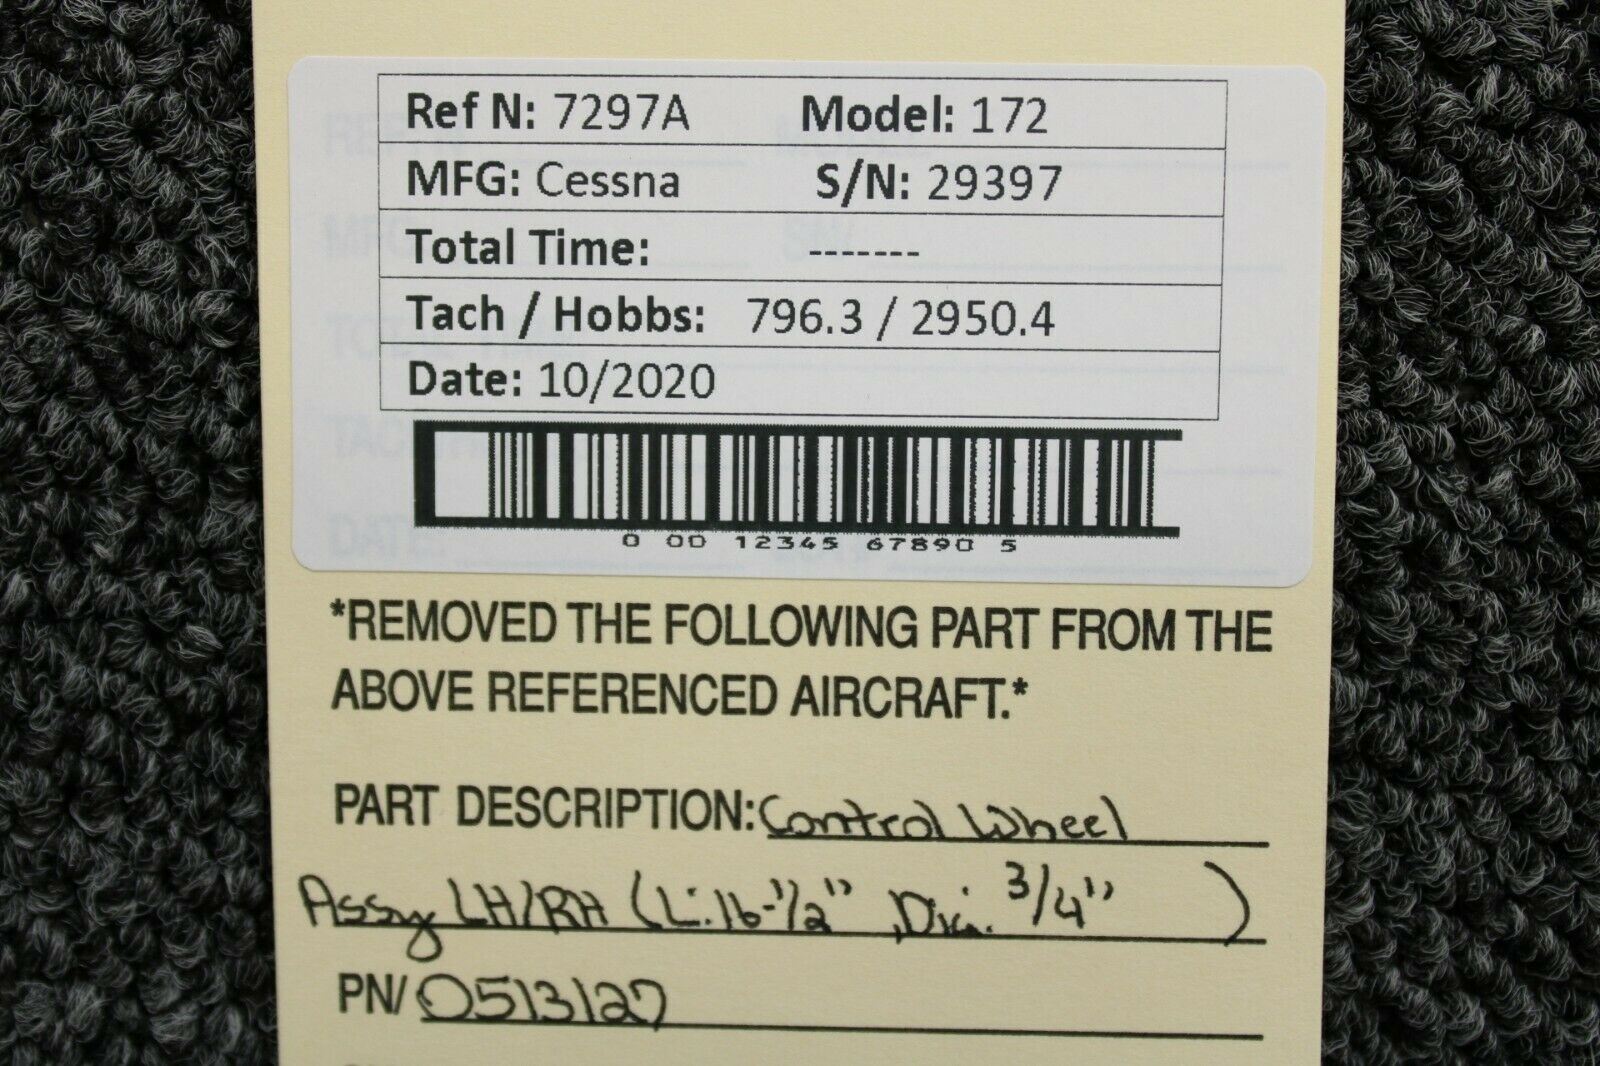 Ref N: 7297A Model: 172
MFG: Cessna S/N: 29397
Total Time: -------
Tach / Hobbs: 796.3 / 2950.4
Date: 10/2020
0 00 12345 67890 5
*REMOVED THE FOLLOWING PART FROM THE
ABOVE REFERENCED AIRCRAFT.*
PART DESCRIPTION: Control Wheel
Assy LH/RH (L:16-1/2", Dia. 3/4" )
PN/ 0513127